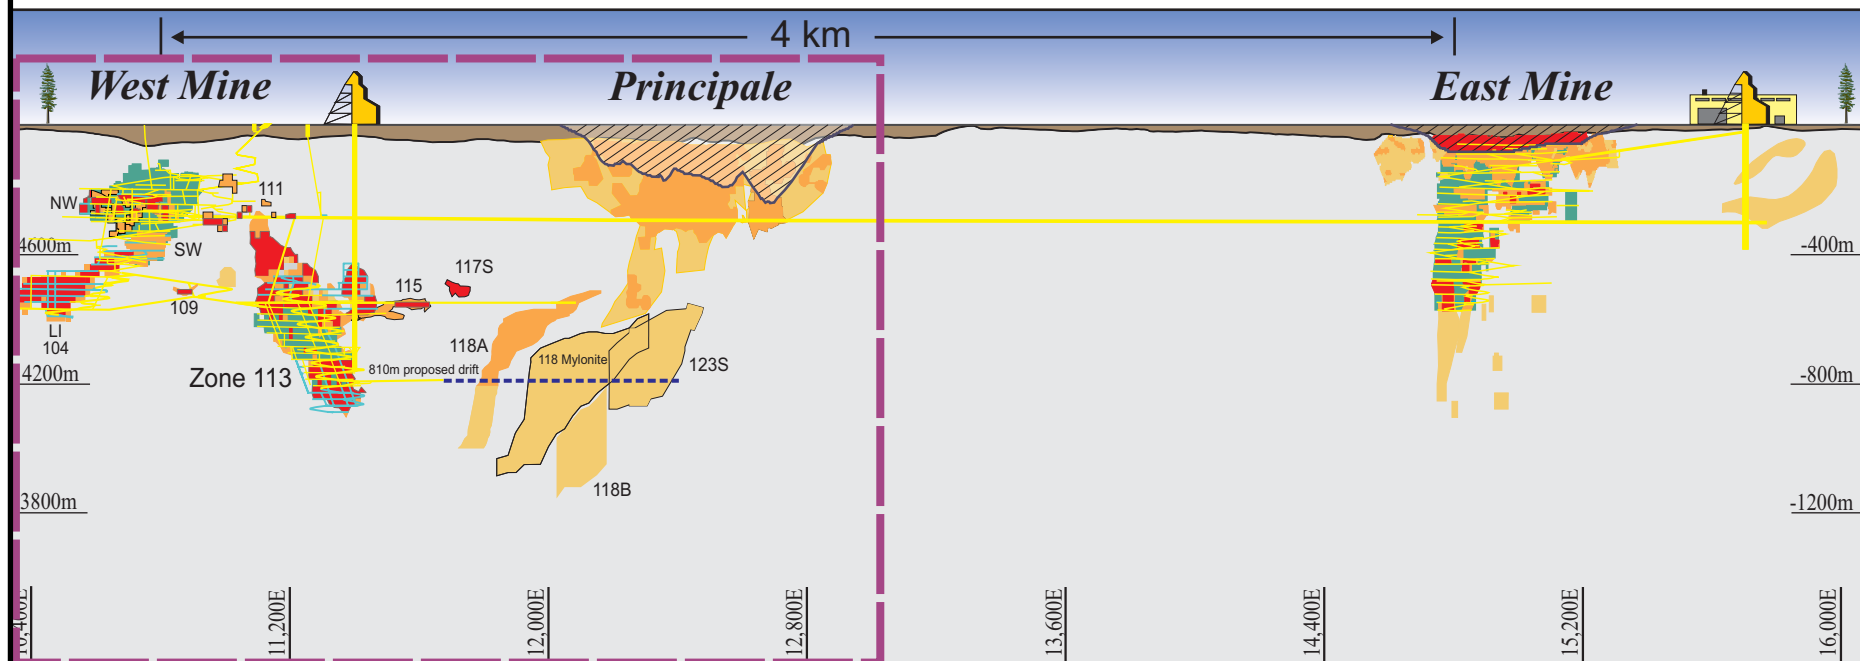 4 km
West Mine
Principale
East Mine
NW
111
SW
4600m
-400m
117S
115
109
LI
104
118A
118 Mylonite
123S
810m proposed drift
Zone 113
4200m
-800m
118B
3800m
-1200m
10,400E
11,200E
12,000E
12,800E
13,600E
14,400E
15,200E
16,000E